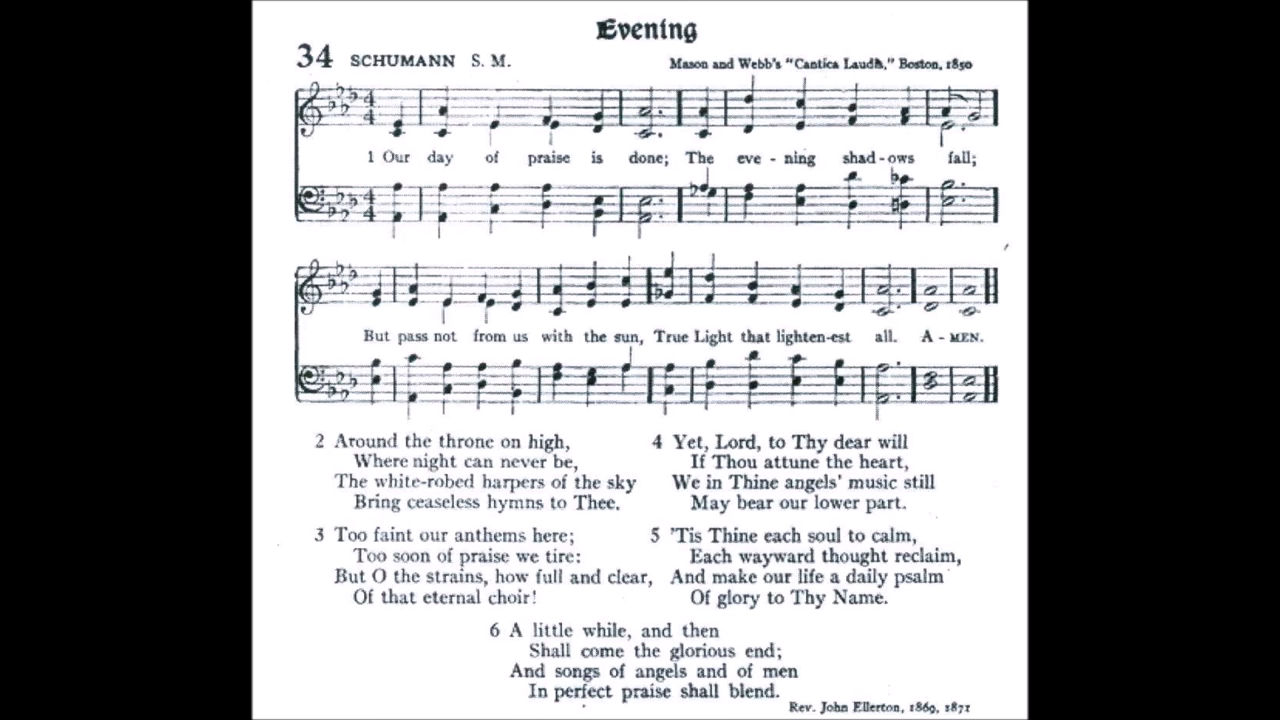 Evening
34 SCHUMANN S. M.
Mason and Webb's "Cantica Laudis," Boston, 1850
1 Our day of praise is done; The eve - ning shad - ows fall;
But pass not from us with the sun, True Light that lighten-est all. A - MEN.
2 Around the throne on high,
Where night can never be,
The white-robed harpers of the sky
Bring ceaseless hymns to Thee.
3 Too faint our anthems here;
Too soon of praise we tire:
But O the strains, how full and clear,
Of that eternal choir!
4 Yet, Lord, to Thy dear will
If Thou attune the heart,
We in Thine angels' music still
May bear our lower part.
5 'Tis Thine each soul to calm,
Each wayward thought reclaim,
And make our life a daily psalm
Of glory to Thy Name.
6 A little while, and then
Shall come the glorious end;
And songs of angels and of men
In perfect praise shall blend.
Rev. John Ellerton, 1869, 1871